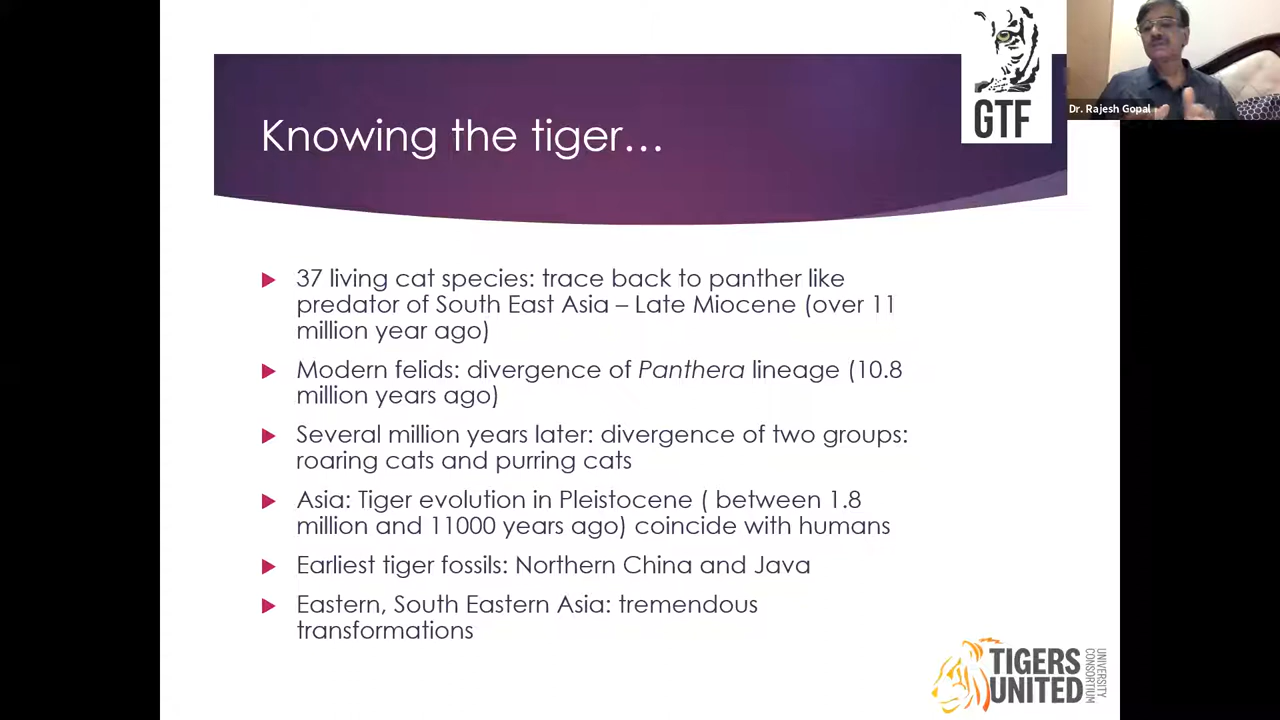 GTF
Dr. Rajesh Gopal
Knowing the tiger…
37 living cat species: trace back to panther like
predator of South East Asia – Late Miocene (over 11
million year ago)
Modern felids: divergence of Panthera lineage (10.8
million years ago)
Several million years later: divergence of two groups:
roaring cats and purring cats
Asia: Tiger evolution in Pleistocene ( between 1.8
million and 11000 years ago) coincide with humans
Earliest tiger fossils: Northern China and Java
Eastern, South Eastern Asia: tremendous
transformations
TIGERS
UNITED
UNIVERSITY
CONSORTIUM